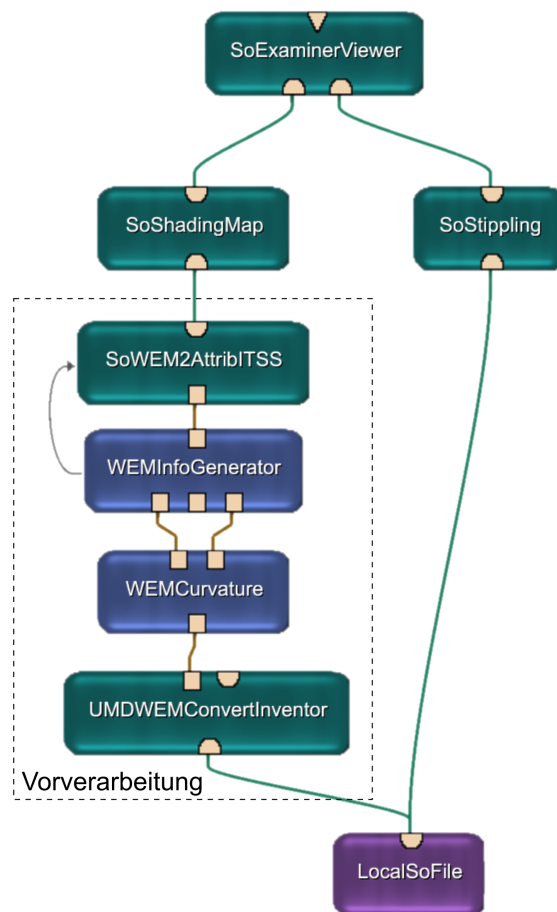 SoExaminerViewer
SoShadingMap
SoStippling
SoWEM2AttribITSS
WEMInfoGenerator
WEMCurvature
UMDWEMConvertInventor
Vorverarbeitung
LocalSoFile